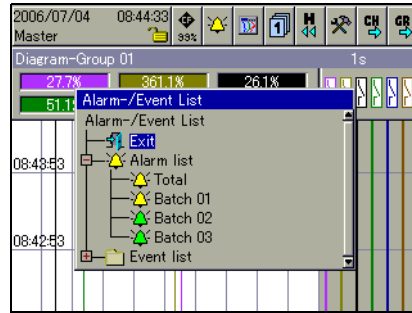 2006/07/04 08:44:33
Master
CF
99%
1
H
CH
GR
Diagram-Group 01 1s
27.7% 361.1% 26.1%
51.1
Alarm-/Event List
Alarm-/Event List
Exit
Alarm list
Total
Batch 01
Batch 02
Batch 03
Event list
08:43:53
08:42:53